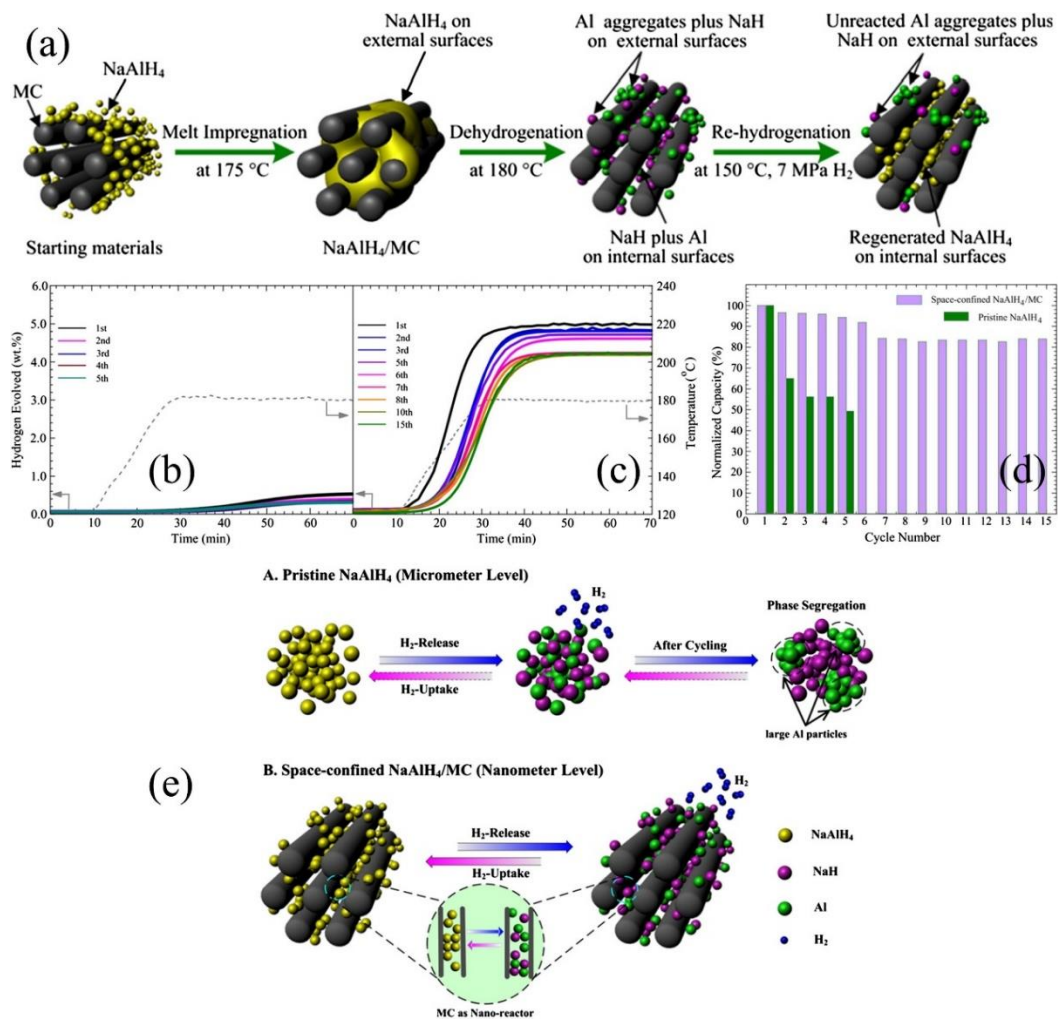 (a)
NaAlH₄ on
external surfaces
Al aggregates plus NaH
on external surfaces
Unreacted Al aggregates plus
NaH on external surfaces
NaAlH₄
MC
Melt Impregnation
at 175 °C
Dehydrogenation
at 180 °C
Re-hydrogenation
at 150 °C, 7 MPa H₂
Starting materials
NaAlH₄/MC
NaH plus Al
on internal surfaces
Regenerated NaAlH₄
on internal surfaces
Hydrogen Evolved (wt.%)
6.0
5.0
4.0
3.0
2.0
1.0
0.0
1st
2nd
3rd
4th
5th
(b)
0 10 20 30 40 50 60
Time (min)
1st
2nd
3rd
5th
6th
7th
8th
10th
15th
(c)
0 10 20 30 40 50 60 70
Time (min)
240
220
200
180
160
140
120
Temperature (°C)
Normalized Capacity (%)
100
90
80
70
60
50
40
30
20
10
0
Space-confined NaAlH₄/MC
Pristine NaAlH₄
(d)
0 1 2 3 4 5 6 7 8 9 10 11 12 13 14 15
Cycle Number
A. Pristine NaAlH₄ (Micrometer Level)
H₂
Phase Segregation
H₂-Release
H₂-Uptake
After Cycling
large Al particles
(e)
B. Space-confined NaAlH₄/MC (Nanometer Level)
H₂
H₂-Release
H₂-Uptake
MC as Nano-reactor
NaAlH₄
NaH
Al
H₂